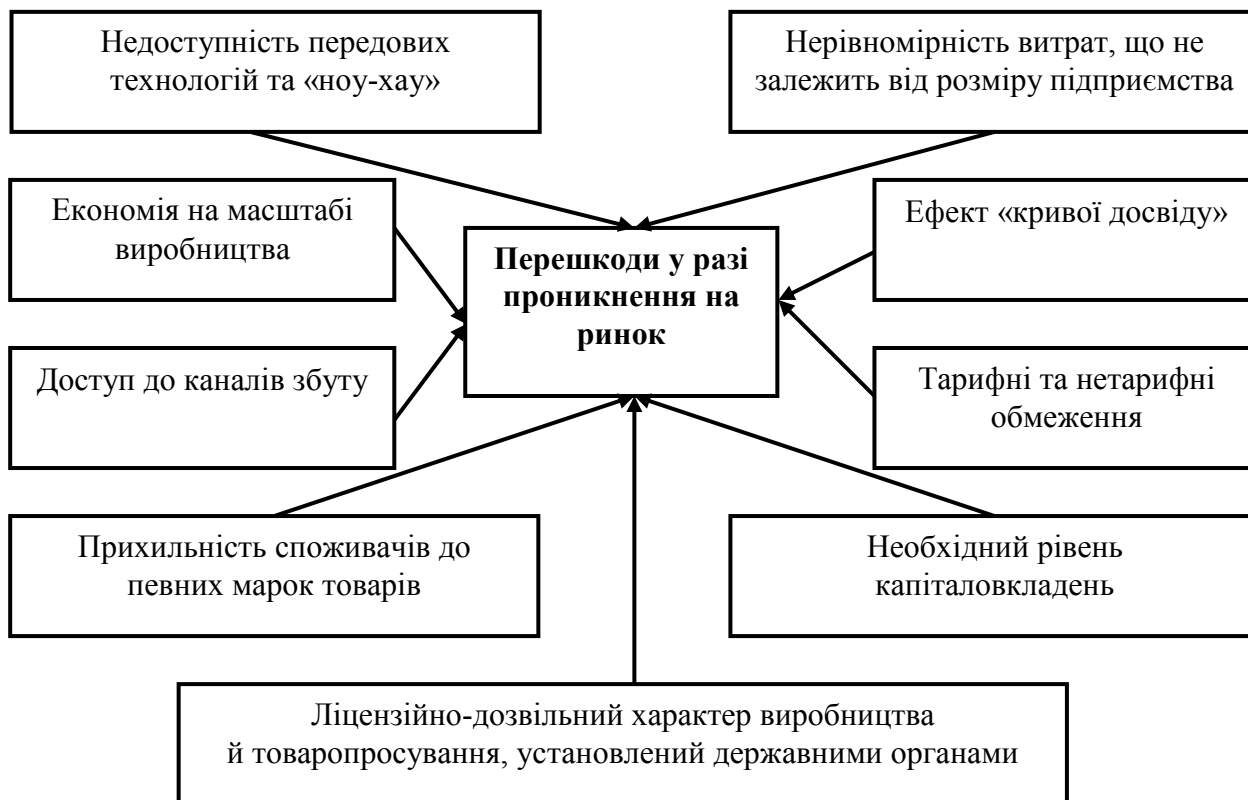 Недоступність передових
технологій та «ноу-хау»
Нерівномірність витрат, що не
залежить від розміру підприємства
Економія на масштабі
виробництва
Перешкоди у разі
проникнення на
ринок
Ефект «кривої досвіду»
Доступ до каналів збуту
Тарифні та нетарифні
обмеження
Прихильність споживачів до
певних марок товарів
Необхідний рівень
капіталовкладень
Ліцензійно-дозвільний характер виробництва
й товаропросування, установлений державними органами